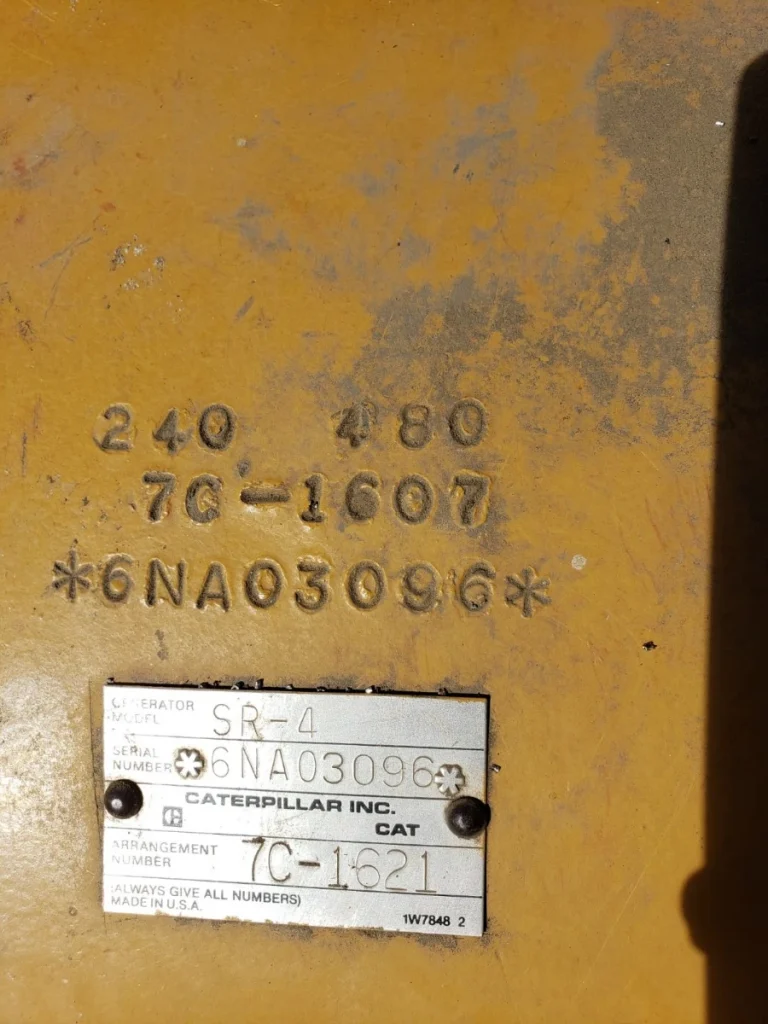 240 480
7C-1607
*6NA03096*
GENERATOR MODEL SR-4
SERIAL NUMBER *6NA03096*
CATERPILLAR INC.
CAT
ARRANGEMENT NUMBER 7C-1621
(ALWAYS GIVE ALL NUMBERS)
MADE IN U.S.A. 1W7848 2